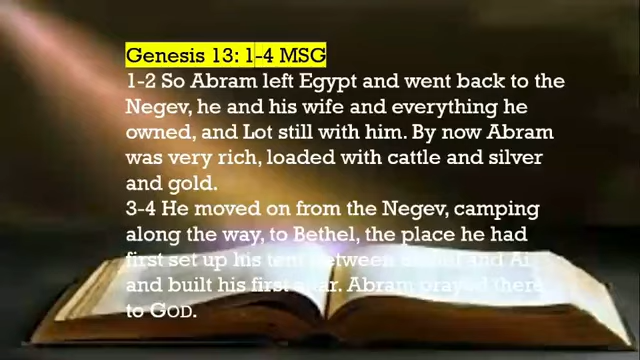 Genesis 13: 1-4 MSG
1-2 So Abram left Egypt and went back to the
Negev, he and his wife and everything he
owned, and Lot still with him. By now Abram
was very rich, loaded with cattle and silver
and gold.
3-4 He moved on from the Negev, camping
along the way, to Bethel, the place he had
first set up his tent between Bethel and Ai
and built his first altar. Abram prayed there
to GOD.